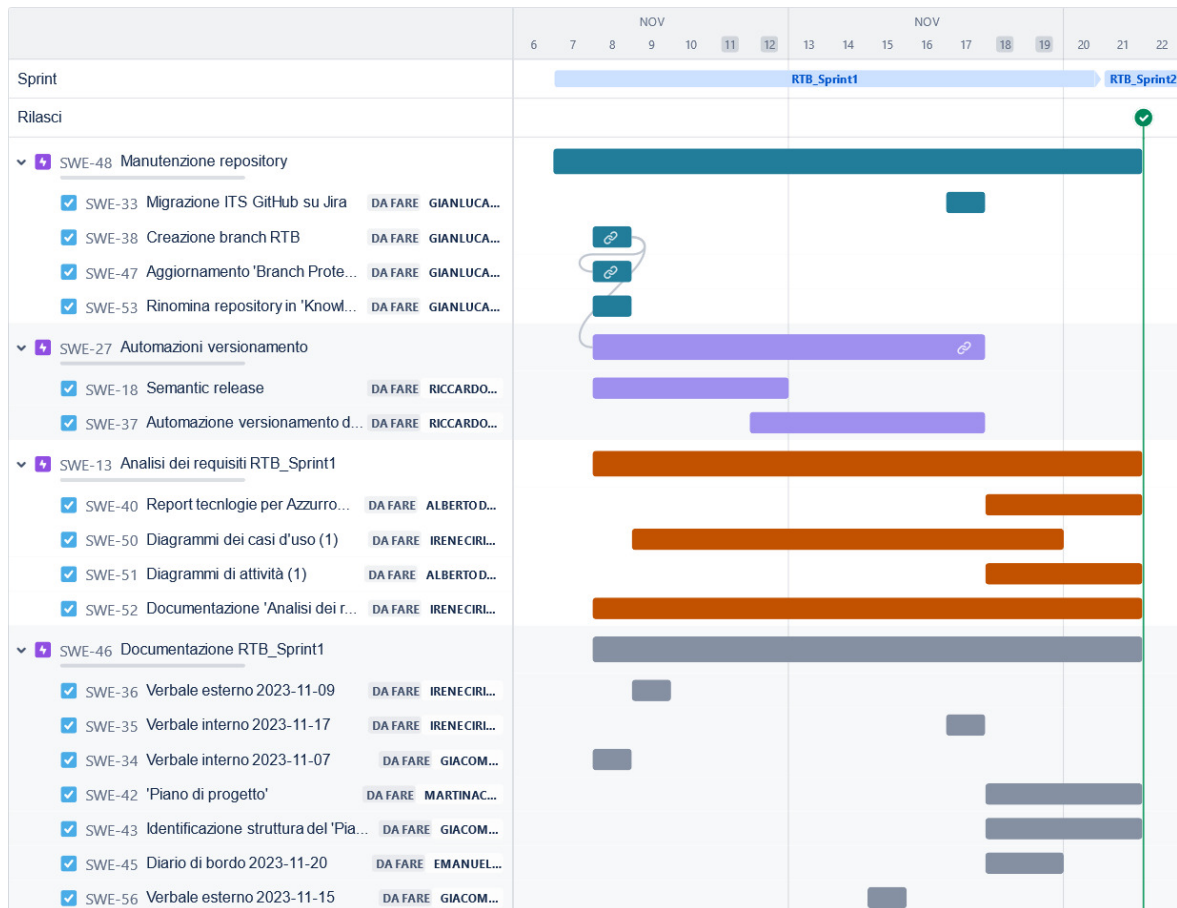 NOV NOV
6 7 8 9 10 11 12 13 14 15 16 17 18 19 20 21 22
Sprint RTB_Sprint1 RTB_Sprint2
Rilasci
SWE-48 Manutenzione repository
SWE-33 Migrazione ITS GitHub su Jira DA FARE GIANLUCA...
SWE-38 Creazione branch RTB DA FARE GIANLUCA...
SWE-47 Aggiornamento 'Branch Prote... DA FARE GIANLUCA...
SWE-53 Rinomina repository in 'Knowl... DA FARE GIANLUCA...
SWE-27 Automazioni versionamento
SWE-18 Semantic release DA FARE RICCARDO...
SWE-37 Automazione versionamento d... DA FARE RICCARDO...
SWE-13 Analisi dei requisiti RTB_Sprint1
SWE-40 Report tecnlogie per Azzurro... DA FARE ALBERTO D...
SWE-50 Diagrammi dei casi d'uso (1) DA FARE IRENE CIRI...
SWE-51 Diagrammi di attività (1) DA FARE ALBERTO D...
SWE-52 Documentazione 'Analisi dei r... DA FARE IRENE CIRI...
SWE-46 Documentazione RTB_Sprint1
SWE-36 Verbale esterno 2023-11-09 DA FARE IRENE CIRI...
SWE-35 Verbale interno 2023-11-17 DA FARE IRENE CIRI...
SWE-34 Verbale interno 2023-11-07 DA FARE GIACOM...
SWE-42 'Piano di progetto' DA FARE MARTINA C...
SWE-43 Identificazione struttura del 'Pia... DA FARE GIACOM...
SWE-45 Diario di bordo 2023-11-20 DA FARE EMANUEL...
SWE-56 Verbale esterno 2023-11-15 DA FARE GIACOM...